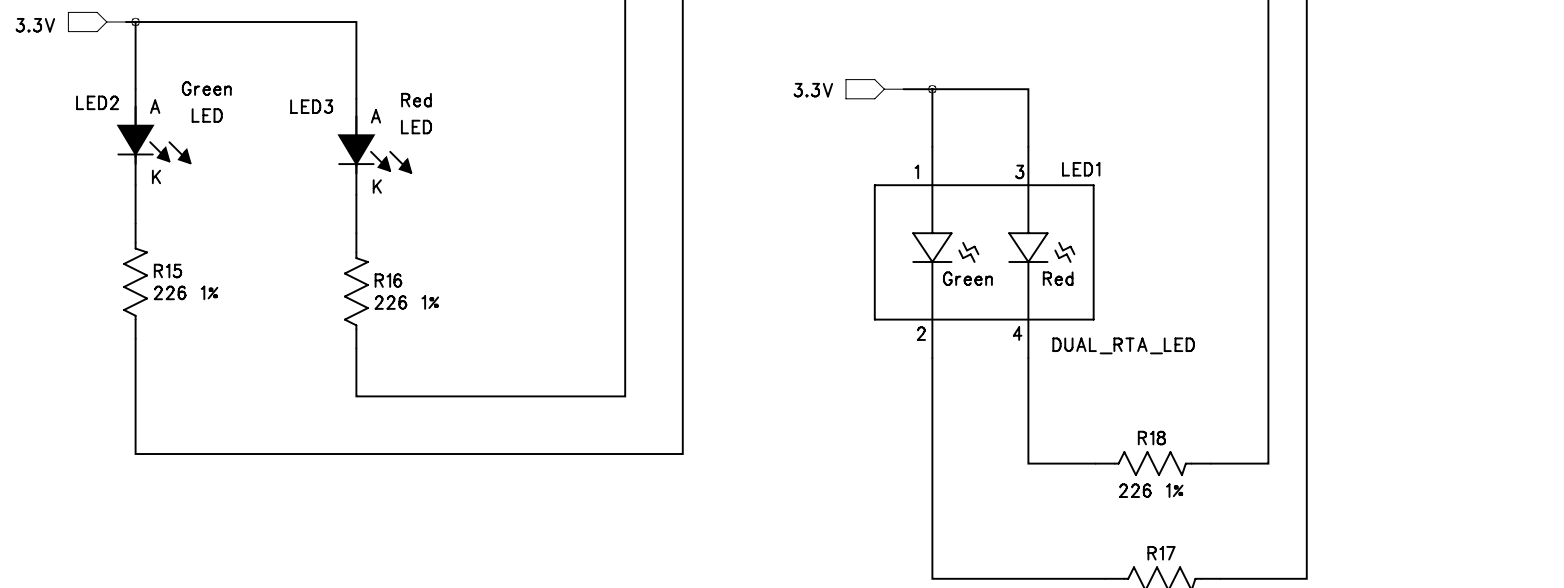 3.3V
LED2
A
Green
LED
K
R15
226 1%
LED3
A
Red
LED
K
R16
226 1%
3.3V
1
3
LED1
Green
Red
2
4
DUAL_RTA_LED
R18
226 1%
R17